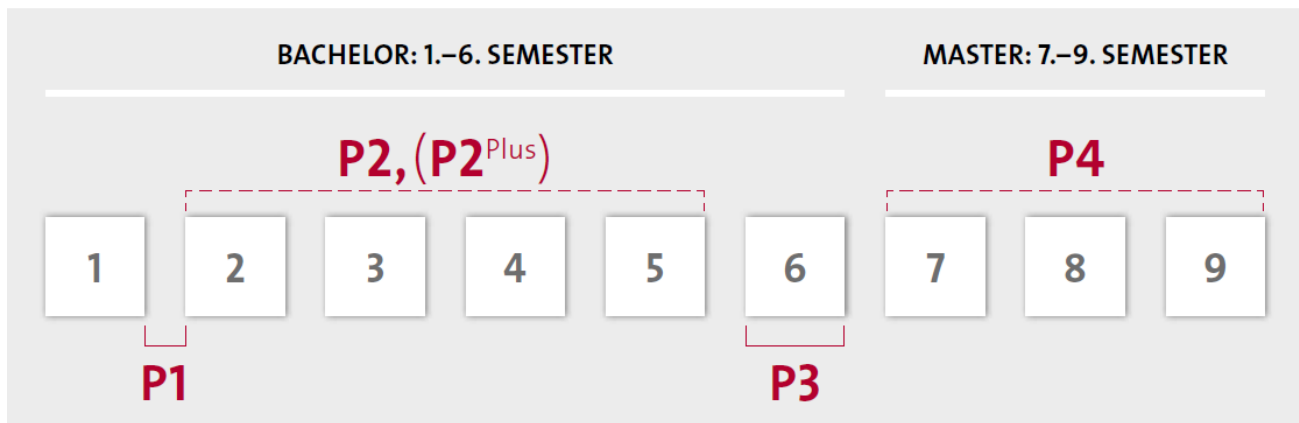 BACHELOR: 1.–6. SEMESTER
MASTER: 7.–9. SEMESTER
P2, (P2Plus)
P4
1 2 3 4 5 6 7 8 9
P1
P3